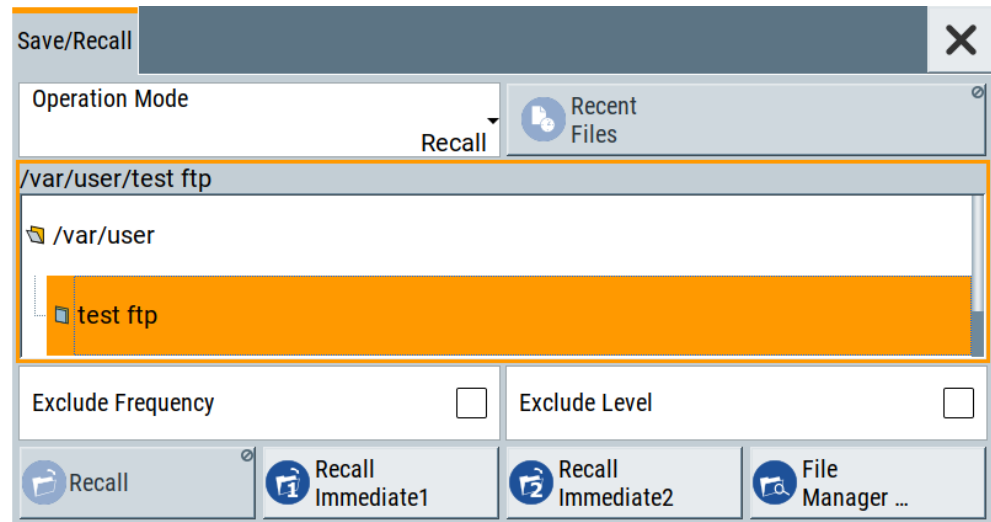 Save/Recall
Operation Mode
Recall
Recent
Files
/var/user/test ftp
/var/user
test ftp
Exclude Frequency
Exclude Level
Recall
Recall
Immediate1
Recall
Immediate2
File
Manager ...